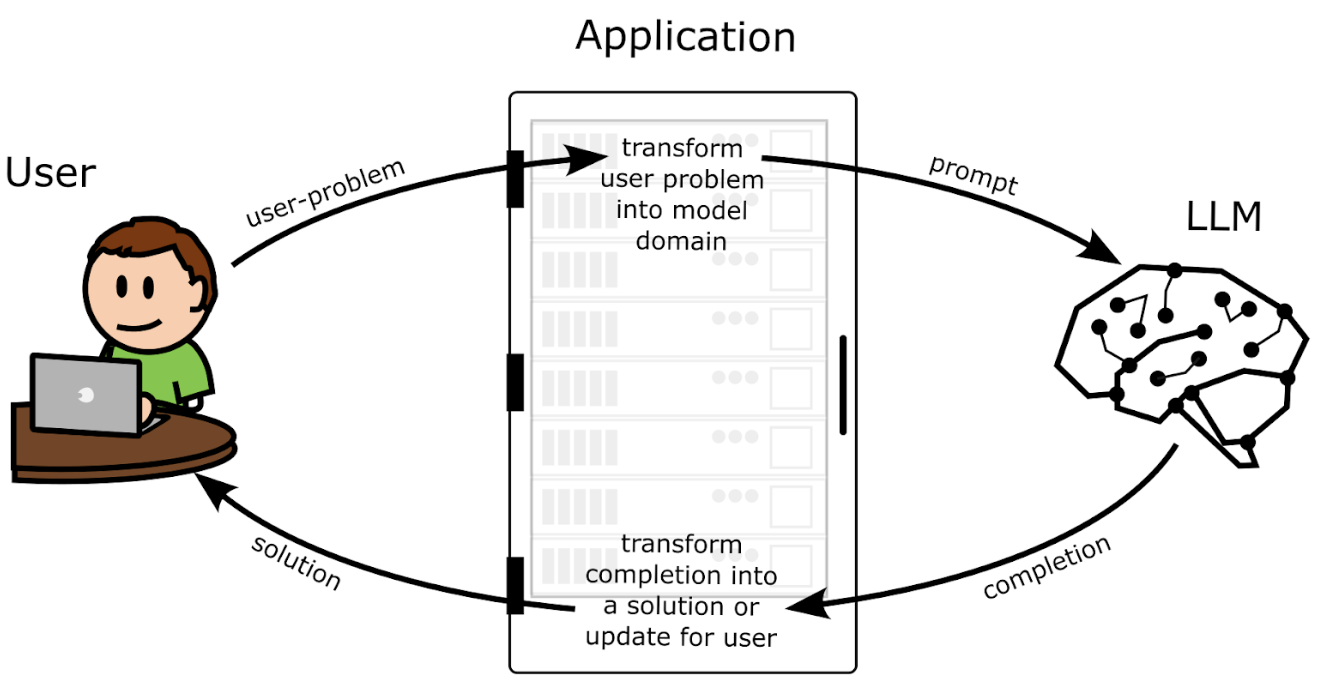 Application
User
user-problem
transform
user problem
into model
domain
prompt
LLM
solution
transform
completion into
a solution or
update for user
completion